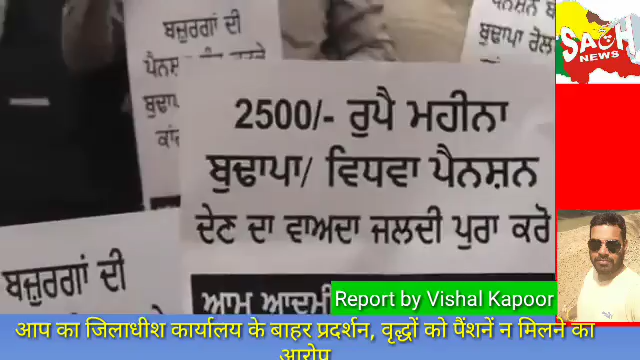 ਬਜ਼ੁਰਗਾਂ ਦੀ
ਪੈਨਸ਼ਨ
ਬੁਢਾਪਾ
SACH
NEWS
2500/- ਰੁਪੈ ਮਹੀਨਾ
ਬੁਢਾਪਾ/ ਵਿਧਵਾ ਪੈਨਸ਼ਨ
ਦੇਣ ਦਾ ਵਾਅਦਾ ਜਲਦੀ ਪੁਰਾ ਕਰੋ
ਬਜ਼ੁਰਗਾਂ ਦੀ
ਆਮ ਆਦਮੀ
Report by Vishal Kapoor
आप का जिलाधीश कार्यालय के बाहर प्रदर्शन, वृद्धों को पैंशनें न मिलने का
आरोप